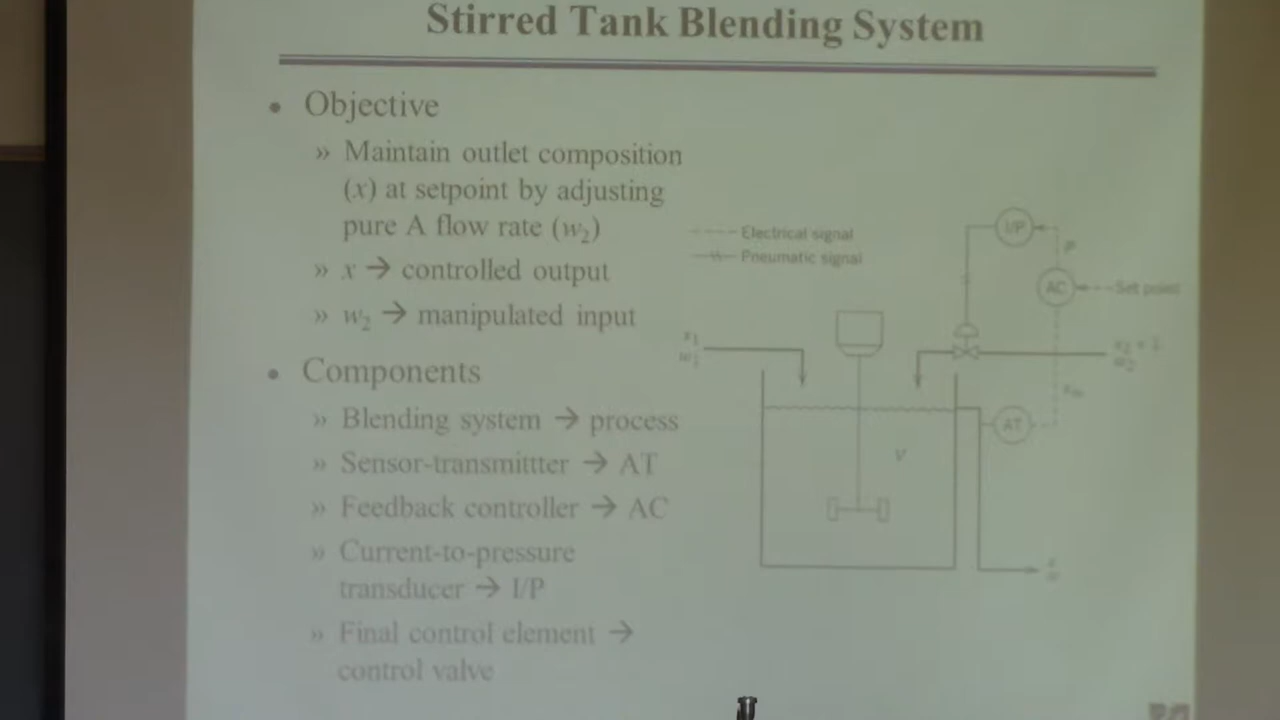 Stirred Tank Blending System
• Objective
» Maintain outlet composition
(x) at setpoint by adjusting
pure A flow rate (w₂)
» x → controlled output
» w₂ → manipulated input
• Components
» Blending system → process
» Sensor-transmittter → AT
» Feedback controller → AC
» Current-to-pressure
transducer → I/P
» Final control element →
control valve
Electrical signal
Pneumatic signal
I/P
P
AC
Set point
x₁
AT
V